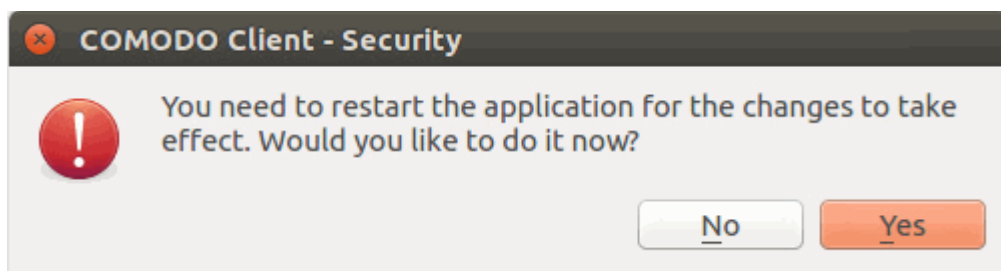 COMODO Client - Security
You need to restart the application for the changes to take
effect. Would you like to do it now?
No
Yes